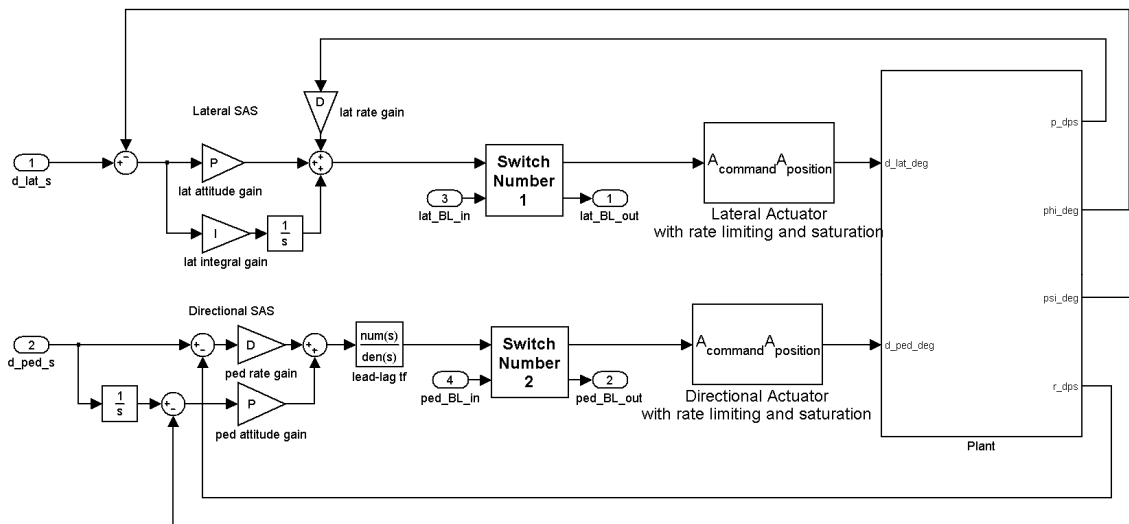 D
lat rate gain
Lateral SAS
p_dps
1
d_lat_s
+
−
P
lat attitude gain
+
+
+
Switch
Number
1
3
lat_BL_in
1
lat_BL_out
A command A position
Lateral Actuator
with rate limiting and saturation
d_lat_deg
phi_deg
I
lat integral gain
1
s
Directional SAS
psi_deg
2
d_ped_s
+
−
D
ped rate gain
+
+
num(s)
den(s)
lead-lag tf
Switch
Number
2
4
ped_BL_in
2
ped_BL_out
A command A position
Directional Actuator
with rate limiting and saturation
d_ped_deg
r_dps
1
s
+
−
P
ped attitude gain
Plant